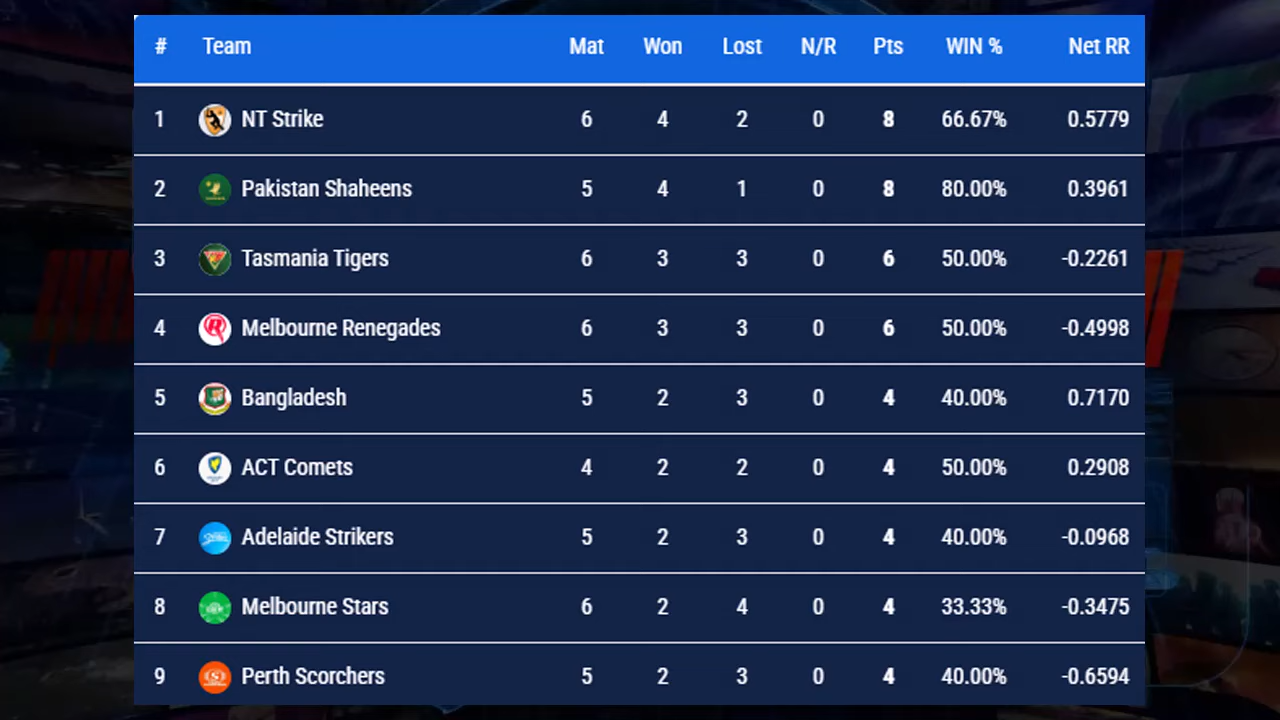 # Team Mat Won Lost N/R Pts WIN % Net RR
1 NT Strike 6 4 2 0 8 66.67% 0.5779
2 Pakistan Shaheens 5 4 1 0 8 80.00% 0.3961
3 Tasmania Tigers 6 3 3 0 6 50.00% -0.2261
4 Melbourne Renegades 6 3 3 0 6 50.00% -0.4998
5 Bangladesh 5 2 3 0 4 40.00% 0.7170
6 ACT Comets 4 2 2 0 4 50.00% 0.2908
7 Adelaide Strikers 5 2 3 0 4 40.00% -0.0968
8 Melbourne Stars 6 2 4 0 4 33.33% -0.3475
9 Perth Scorchers 5 2 3 0 4 40.00% -0.6594